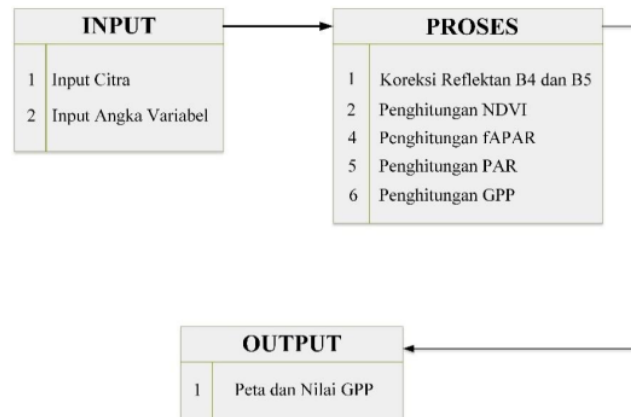 INPUT
1 Input Citra
2 Input Angka Variabel
PROSES
1 Koreksi Reflektan B4 dan B5
2 Penghitungan NDVI
4 Penghitungan fAPAR
5 Penghitungan PAR
6 Penghitungan GPP
OUTPUT
1 Peta dan Nilai GPP